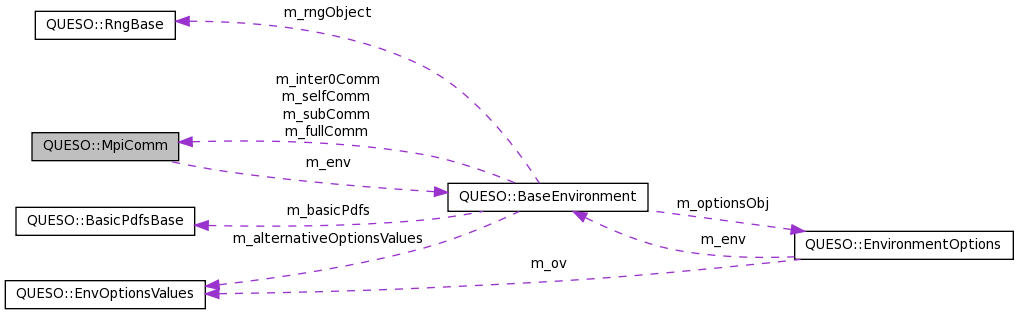 m_rngObject
QUESO::RngBase
m_inter0Comm
m_selfComm
m_subComm
m_fullComm
QUESO::MpiComm
m_env
QUESO::BaseEnvironment
m_optionsObj
m_basicPdfs
QUESO::BasicPdfsBase
m_alternativeOptionsValues
m_env
QUESO::EnvironmentOptions
m_ov
QUESO::EnvOptionsValues